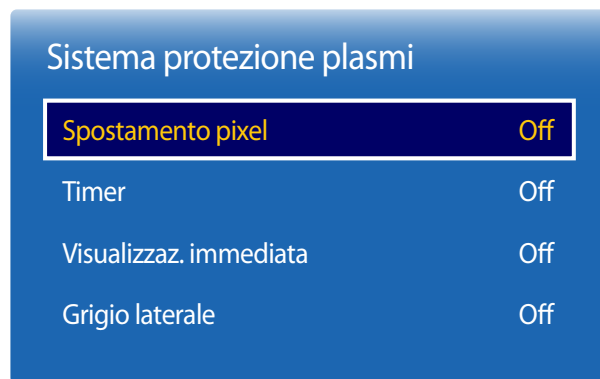 Sistema protezione plasmi
Spostamento pixel Off
Timer Off
Visualizzaz. immediata Off
Grigio laterale Off